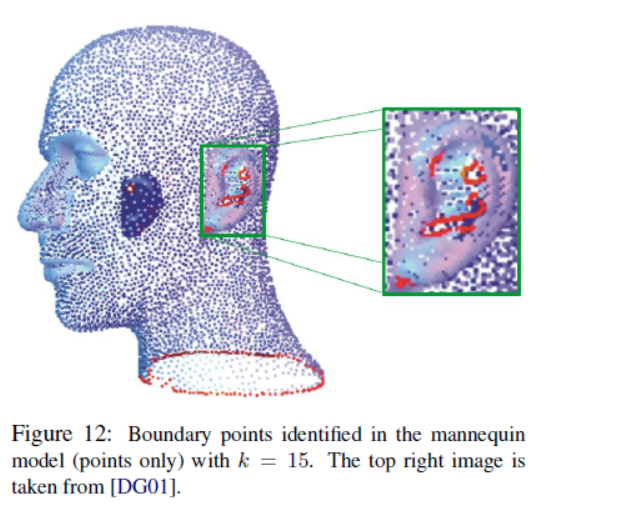 Figure 12: Boundary points identified in the mannequin
model (points only) with k = 15. The top right image is
taken from [DG01].